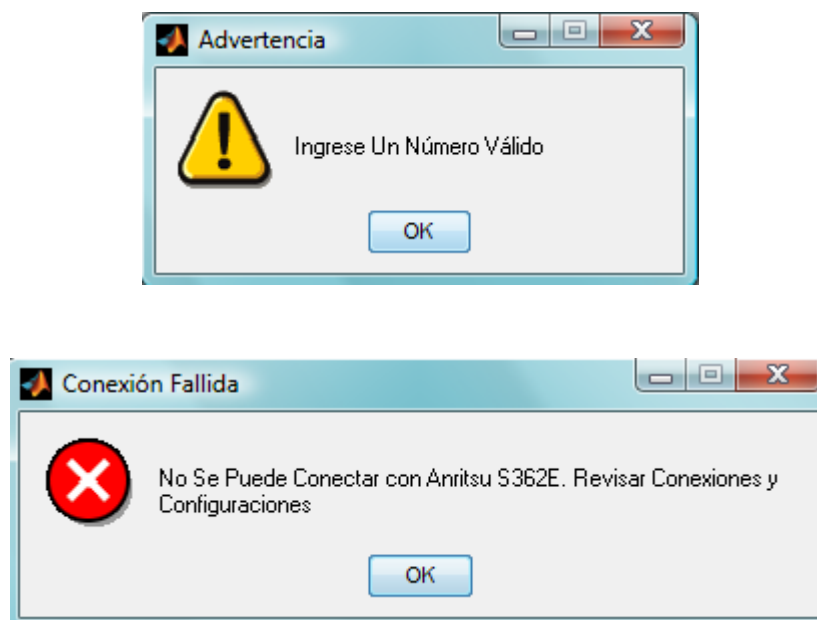 Advertencia
Ingrese Un Número Válido
OK
Conexión Fallida
No Se Puede Conectar con Anritsu S362E. Revisar Conexiones y
Configuraciones
OK